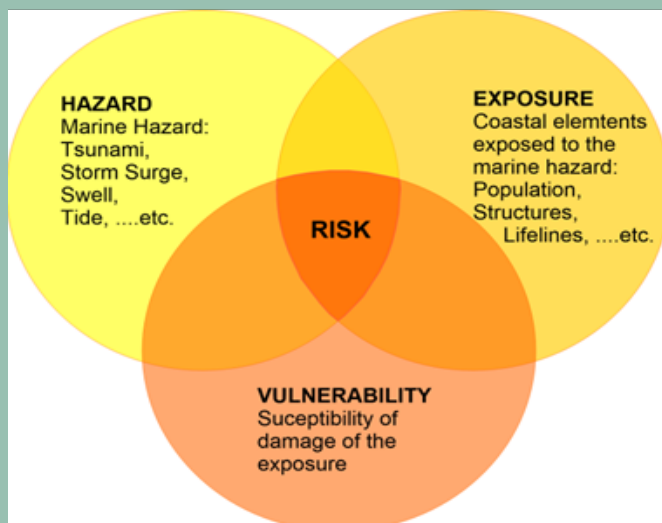 HAZARD
Marine Hazard:
Tsunami,
Storm Surge,
Swell,
Tide, ....etc.
EXPOSURE
Coastal elemtents
exposed to the
marine hazard:
Population,
Structures,
Lifelines, ....etc.
RISK
VULNERABILITY
Suceptibility of
damage of the
exposure